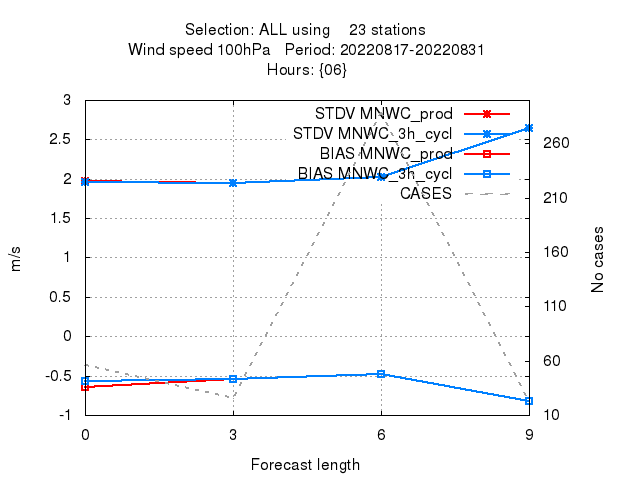 Selection: ALL using    23 stations
Wind speed 100hPa   Period: 20220817-20220831
Hours: {06}
STDV MNWC_prod
STDV MNWC_3h_cycl
BIAS MNWC_prod
BIAS MNWC_3h_cycl
CASES
3
2.5
2
1.5
1
0.5
0
-0.5
-1
m/s
260
210
160
110
60
10
No cases
0 3 6 9
Forecast length